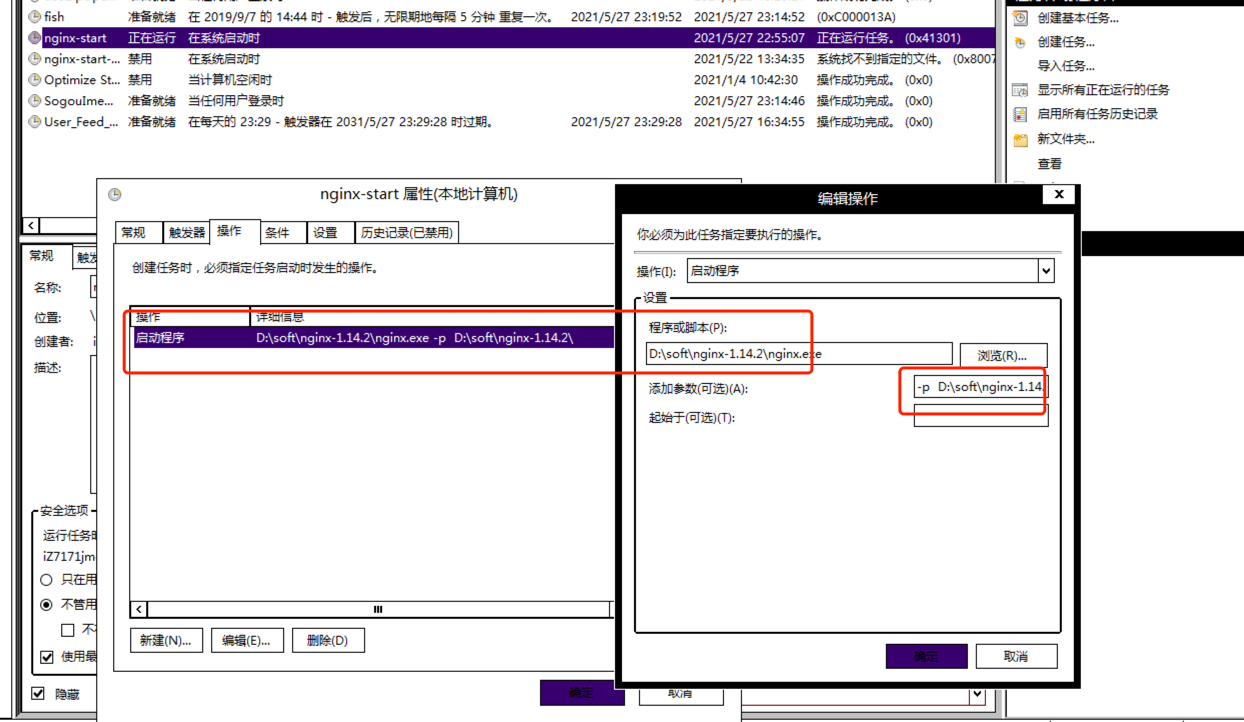 fish 准备就绪 在 2019/9/7 的 14:44 时 - 触发后，无限期地每隔 5 分钟 重复一次。 2021/5/27 23:19:52 2021/5/27 23:14:52 (0xC000013A)
nginx-start 正在运行 在系统启动时 2021/5/27 22:55:07 正在运行任务。 (0x41301)
nginx-start-... 禁用 在系统启动时 2021/5/22 13:34:35 系统找不到指定的文件。 (0x8007
Optimize St... 禁用 当计算机空闲时 2021/1/4 10:42:30 操作成功完成。 (0x0)
SogouIme... 准备就绪 当任何用户登录时 2021/5/27 23:14:46 操作成功完成。 (0x0)
User_Feed_... 准备就绪 在每天的 23:29 - 触发器在 2031/5/27 23:29:28 时过期。 2021/5/27 23:29:28 2021/5/27 16:34:55 操作成功完成。 (0x0)
创建基本任务...
创建任务...
导入任务...
显示所有正在运行的任务
启用所有任务历史记录
新文件夹...
查看
常规
触发
名称:
位置: \
创建者:
描述:
安全选项
运行任务时
iZ7171jm
只在用
不管用
使用最
隐藏
nginx-start 属性(本地计算机)
常规 触发器 操作 条件 设置 历史记录(已禁用)
创建任务时，必须指定任务启动时发生的操作。
操作 详细信息
启动程序 D:\soft\nginx-1.14.2\nginx.exe -p D:\soft\nginx-1.14.2\
新建(N)... 编辑(E)... 删除(D)
确定 取消
编辑操作
x
你必须为此任务指定要执行的操作。
操作(I): 启动程序
设置
程序或脚本(P):
D:\soft\nginx-1.14.2\nginx.exe 浏览(R)...
添加参数(可选)(A): -p D:\soft\nginx-1.14.
起始于(可选)(T):
确定 取消